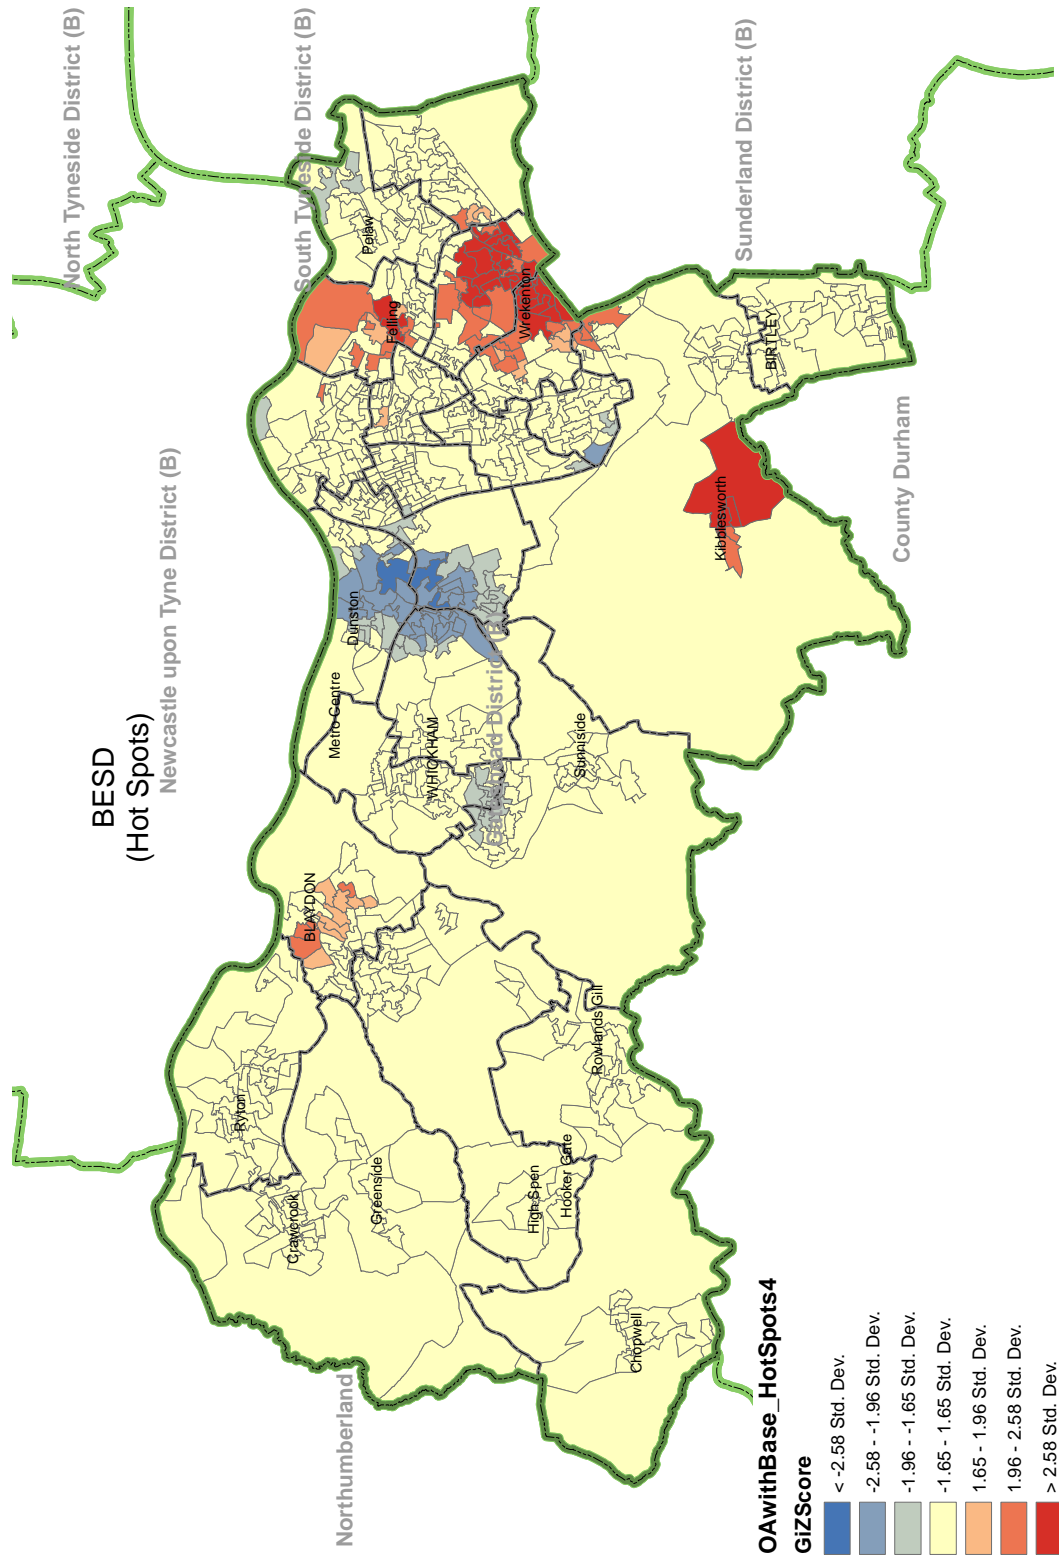 BESD
(Hot Spots)
North Tyneside District (B)
Newcastle upon Tyne District (B)
South Tyneside District (B)
Northumberland
Gateshead District (B)
Sunderland District (B)
County Durham
Ryton
Crawcrook
Greenside
BLAYDON
Metro Centre
Dunston
Felling
Pelaw
WHICKHAM
Wrekenton
High Spen
Hooker Gate
Rowlands Gill
Sunniside
Chopwell
Kibblesworth
BIRTLEY
OAwithBase_HotSpots4
GiZScore
< -2.58 Std. Dev.
-2.58 - -1.96 Std. Dev.
-1.96 - -1.65 Std. Dev.
-1.65 - 1.65 Std. Dev.
1.65 - 1.96 Std. Dev.
1.96 - 2.58 Std. Dev.
> 2.58 Std. Dev.